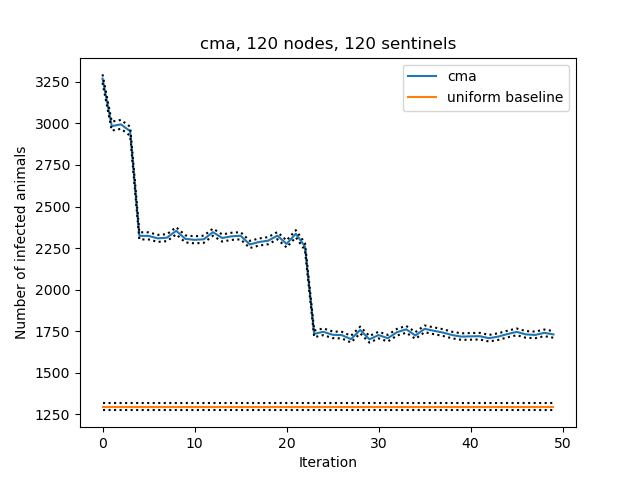 cma, 120 nodes, 120 sentinels
cma
uniform baseline
Number of infected animals
3250
3000
2750
2500
2250
2000
1750
1500
1250
0 10 20 30 40 50
Iteration